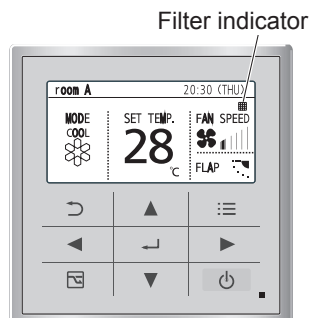 Filter indicator
room A 20:30 (THU)
MODE SET TEMP. FAN SPEED
COOL
28 °C
FLAP